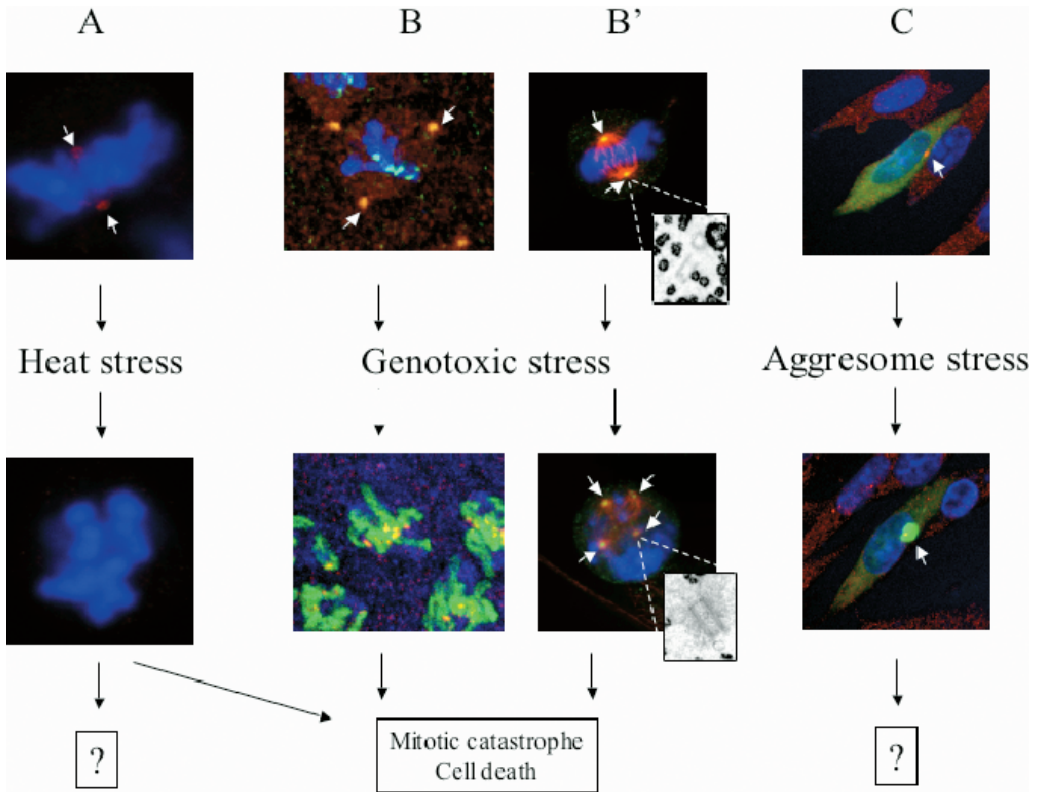 A
B
B’
C
Heat stress
Genotoxic stress
Aggresome stress
?
Mitotic catastrophe
Cell death
?